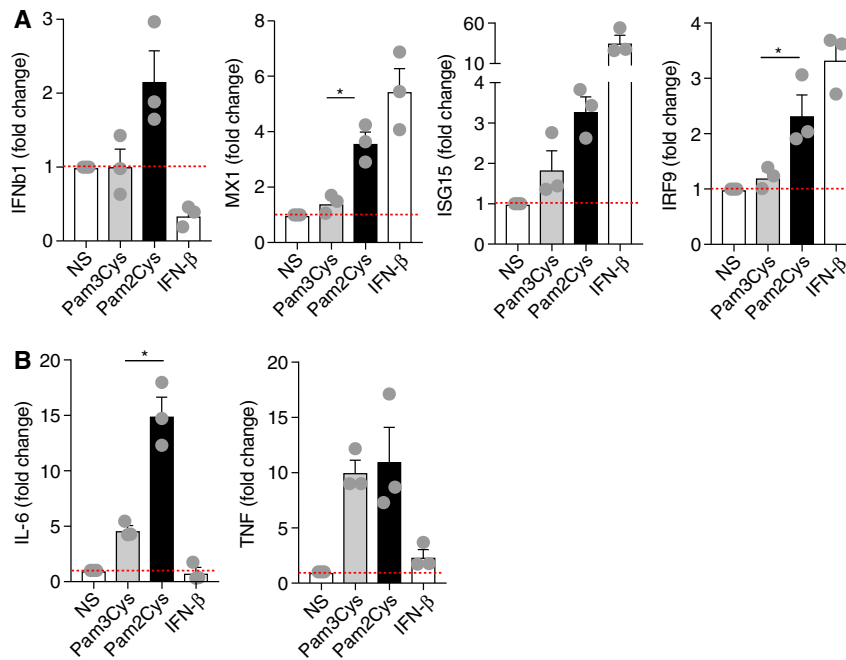 A
IFNb1 (fold change)
3
2
1
0
NS
Pam3Cys
Pam2Cys
IFN-β
MX1 (fold change)
8
6
4
2
0
*
NS
Pam3Cys
Pam2Cys
IFN-β
ISG15 (fold change)
60
10
4
3
2
1
0
NS
Pam3Cys
Pam2Cys
IFN-β
IRF9 (fold change)
4
3
2
1
0
*
NS
Pam3Cys
Pam2Cys
IFN-β
B
IL-6 (fold change)
20
15
10
5
0
*
NS
Pam3Cys
Pam2Cys
IFN-β
TNF (fold change)
20
15
10
5
0
NS
Pam3Cys
Pam2Cys
IFN-β